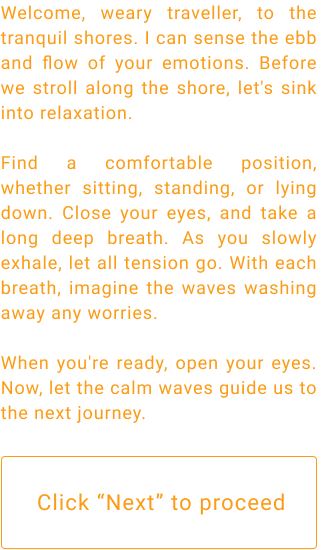 Welcome, weary traveller, to the
tranquil shores. I can sense the ebb
and flow of your emotions. Before
we stroll along the shore, let's sink
into relaxation.
Find a comfortable position,
whether sitting, standing, or lying
down. Close your eyes, and take a
long deep breath. As you slowly
exhale, let all tension go. With each
breath, imagine the waves washing
away any worries.
When you're ready, open your eyes.
Now, let the calm waves guide us to
the next journey.
Click “Next” to proceed